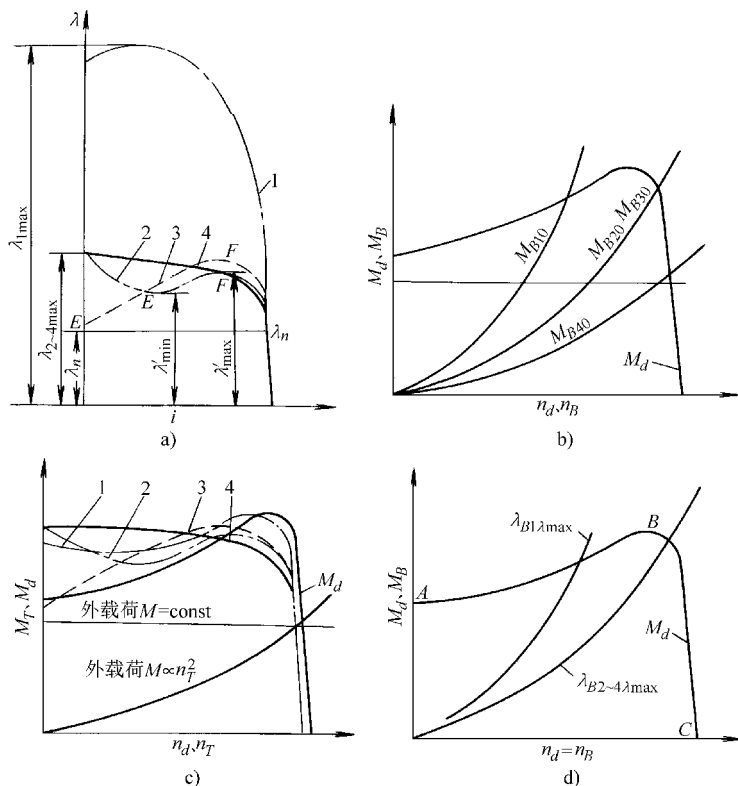 λ
λ1max
λ2~4max
λn
E
2
3
4
F
1
E
F
λ′min
λ′max
λn
i
a)
Md、MB
MB10
MB20 MB30
MB40
Md
nd、nB
b)
MT、Md
1
2
3
4
Md
外载荷M=const
外载荷M∝nT²
nd、nT
c)
Md、MB
A
λB1λmax
B
Md
λB2~4λmax
C
nd=nB
d)